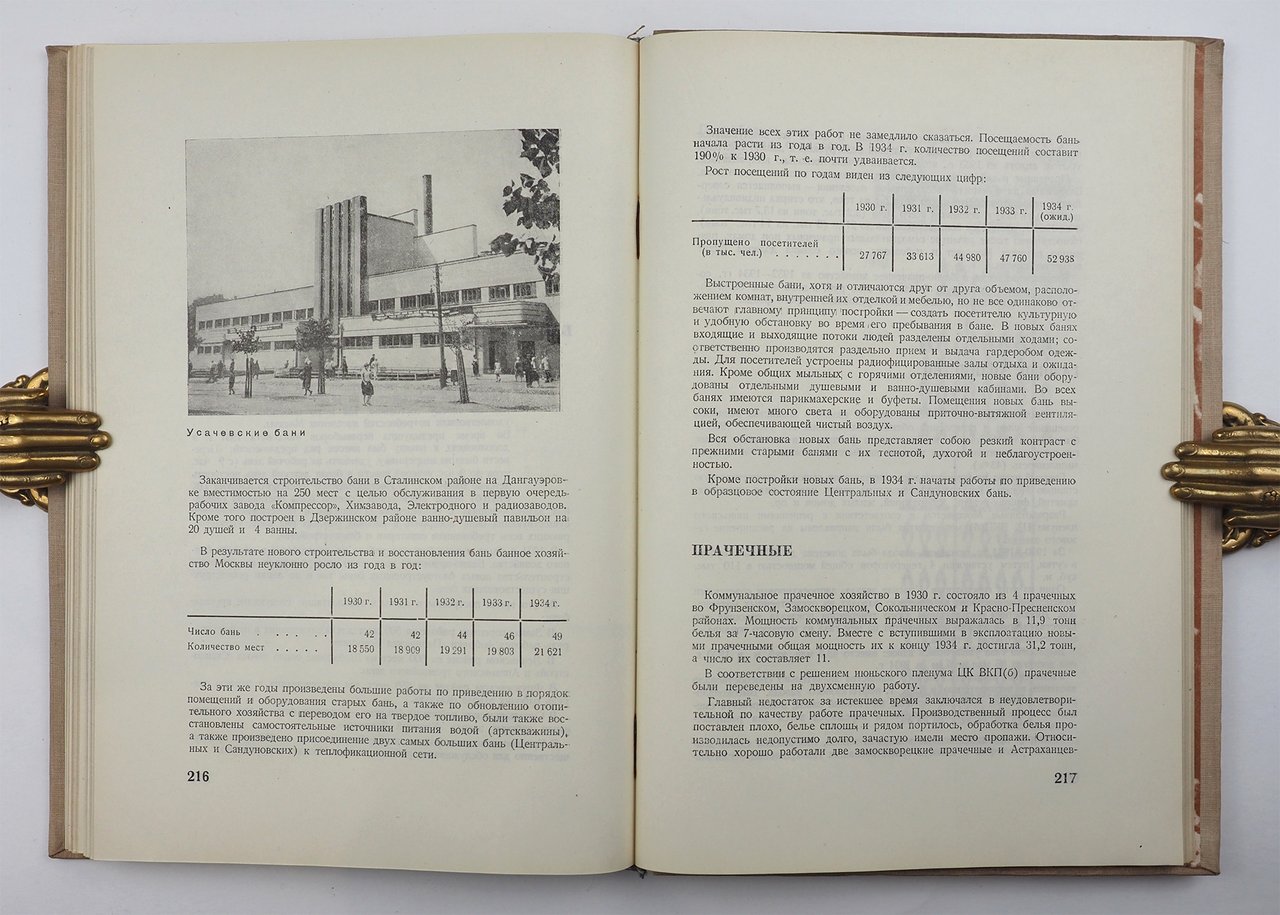 Усачевские бани
Заканчивается строительство бани в Сталинском районе на Дангауэров-
ке вместимостью на 250 мест с целью обслуживания в первую очередь
рабочих завода «Компрессор», Химзавода, Электродного и радиозаводов.
Кроме того построен в Дзержинском районе ванно-душевый павильон на
20 душей и 4 ванны.
В результате нового строительства и восстановления бань банное хозяй-
ство Москвы неуклонно росло из года в год:
1930 г. 1931 г. 1932 г. 1933 г. 1934 г.
Число бань . . . . . . 42 42 44 46 49
Количество мест . . . . . 18 550 18 909 19 291 19 803 21 621
За эти же годы произведены большие работы по приведению в порядок
помещений и оборудования старых бань, а также по обновлению отопи-
тельного хозяйства с переводом его на твердое топливо, были также вос-
становлены самостоятельные источники питания водой (артскважины),
а также произведено присоединение двух самых больших бань (Централь-
ных и Сандуновских) к теплофикационной сети.
216
Значение всех этих работ не замедлило сказаться. Посещаемость бань
начала расти из года в год. В 1934 г. количество посещений составит
190% к 1930 г., т. е. почти удваивается.
Рост посещений по годам виден из следующих цифр:
1930 г. 1931 г. 1932 г. 1933 г. 1934 г.
(ожид.)
Пропущено посетителей
(в тыс. чел.) . . . . . . . 27 767 33 613 44 980 47 760 52 938
Выстроенные бани, хотя и отличаются друг от друга объемом, располо-
жением комнат, внутренней их отделкой и мебелью, но не все одинаково от-
вечают главному принципу постройки — создать посетителю культурную
и удобную обстановку во время его пребывания в бане. В новых банях
входящие и выходящие потоки людей разделены отдельными ходами; со-
ответственно производятся раздельно прием и выдача гардеробом одеж-
ды. Для посетителей устроены радиофицированные залы отдыха и ожида-
ния. Кроме общих мыльных с горячими отделениями, новые бани обору-
дованы отдельными душевыми и ванно-душевыми кабинами. Во всех
банях имеются парикмахерские и буфеты. Помещения новых бань вы-
соки, имеют много света и оборудованы приточно-вытяжной вентиля-
цией, обеспечивающей чистый воздух.
Вся обстановка новых бань представляет собою резкий контраст с
прежними старыми банями с их теснотой, духотой и неблагоустроен-
ностью.
Кроме постройки новых бань, в 1934 г. начаты работы по приведению
в образцовое состояние Центральных и Сандуновских бань.
ПРАЧЕЧНЫЕ
Коммунальное прачечное хозяйство в 1930 г. состояло из 4 прачечных
во Фрунзенском, Замоскворецком, Сокольническом и Красно-Пресненском
районах. Мощность коммунальных прачечных выражалась в 11,9 тонн
белья за 7-часовую смену. Вместе с вступившими в эксплоатацию новы-
ми прачечными общая мощность их к концу 1934 г. достигла 31,2 тонн,
а число их составляет 11.
В соответствии с решением июньского пленума ЦК ВКП(б) прачечные
были переведены на двухсменную работу.
Главный недостаток за истекшее время заключался в неудовлетвори-
тельной по качеству работе прачечных. Производственный процесс был
поставлен плохо, белье сплошь и рядом портилось, обработка белья про-
изводилась недопустимо долго, зачастую имели место пропажи. Относи-
тельно хорошо работали две замоскворецкие прачечные и Астраханцев-
217